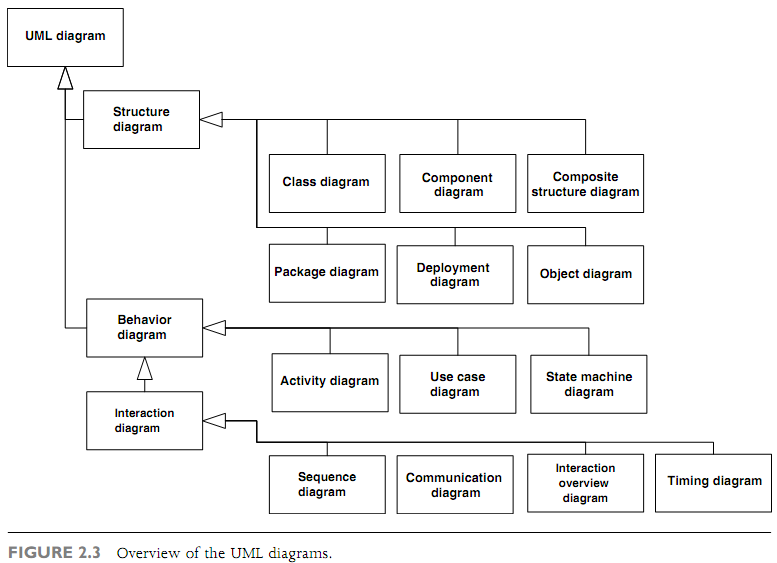 UML diagram
Structure
diagram
Class diagram
Component
diagram
Composite
structure diagram
Package diagram
Deployment
diagram
Object diagram
Behavior
diagram
Activity diagram
Use case
diagram
State machine
diagram
Interaction
diagram
Sequence
diagram
Communication
diagram
Interaction
overview
diagram
Timing diagram
FIGURE 2.3 Overview of the UML diagrams.